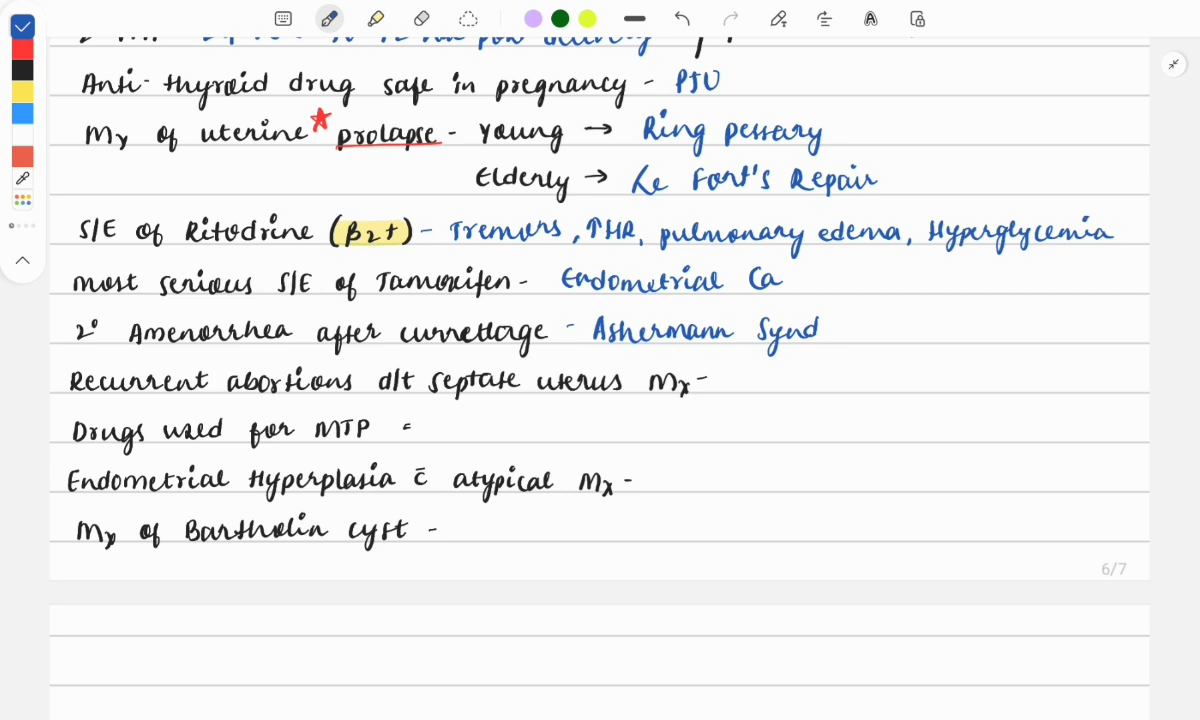 Anti- thyroid drug safe in pregnancy - PTU
Mx of uterine prolapse - Young → Ring pessary
Elderly → Le Fort's Repair
S/E of Ritodrine (β2+) - Tremors, ↑HR, pulmonary edema, Hyperglycemia
most serious S/E of Tamoxifen - Endometrial Ca
2° Amenorrhea after currettage - Ashermann Synd
Recurrent abortions d/t septate uterus Mx -
Drugs used for MTP =
Endometrial Hyperplasia c̄ atypical Mx -
Mx of Bartholin cyst -
6/7